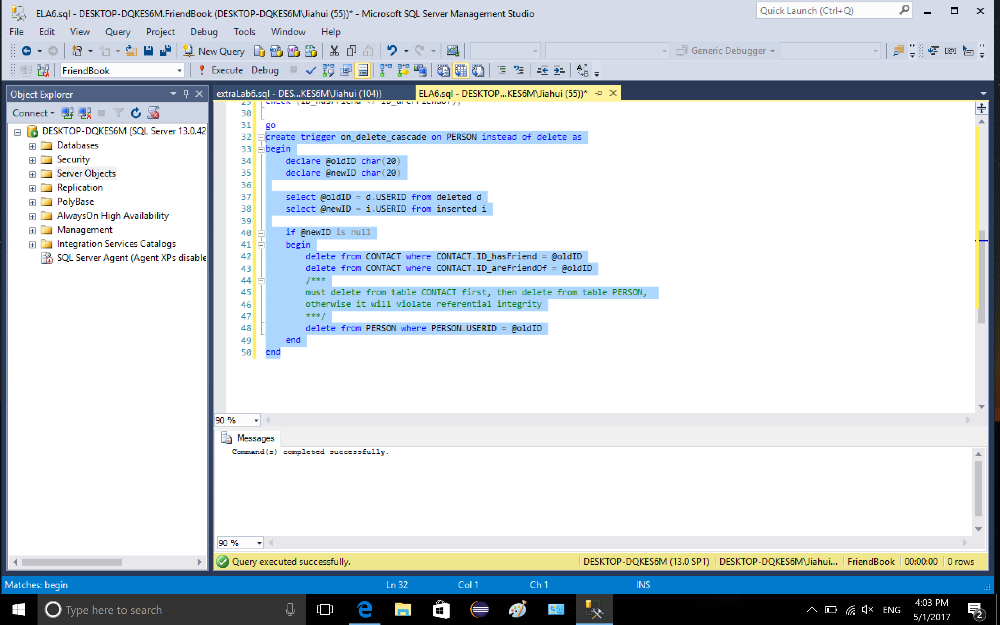 ELA6.sql - DESKTOP-DQKES6M.FriendBook (DESKTOP-DQKES6M\Jiahui (55))* - Microsoft SQL Server Management Studio
Quick Launch (Ctrl+Q)
File Edit View Query Project Debug Tools Window Help
New Query
Generic Debugger
FriendBook
Execute Debug
Object Explorer
extraLab6.sql - DES...KES6M\Jiahui (104))
ELA6.sql - DESKTOP...KES6M\Jiahui (55))*
Connect
DESKTOP-DQKES6M (SQL Server 13.0.42
Databases
Security
Server Objects
Replication
PolyBase
AlwaysOn High Availability
Management
Integration Services Catalogs
SQL Server Agent (Agent XPs disable
29 check (ID_hasFriend <> ID_areFriendOf);
30
31 go
32 create trigger on_delete_cascade on PERSON instead of delete as
33 begin
34 declare @oldID char(20)
35 declare @newID char(20)
36
37 select @oldID = d.USERID from deleted d
38 select @newID = i.USERID from inserted i
39
40 if @newID is null
41 begin
42 delete from CONTACT where CONTACT.ID_hasFriend = @oldID
43 delete from CONTACT where CONTACT.ID_areFriendOf = @oldID
44 /***
45 must delete from table CONTACT first, then delete from table PERSON,
46 otherwise it will violate referential integrity
47 ***/
48 delete from PERSON where PERSON.USERID = @oldID
49 end
50 end
90 %
Messages
Command(s) completed successfully.
90 %
Query executed successfully.
DESKTOP-DQKES6M (13.0 SP1) DESKTOP-DQKES6M\Jiahui... FriendBook 00:00:00 0 rows
Matches: begin
Ln 32 Col 1 Ch 1 INS
Type here to search
ENG
4:03 PM
5/1/2017
2